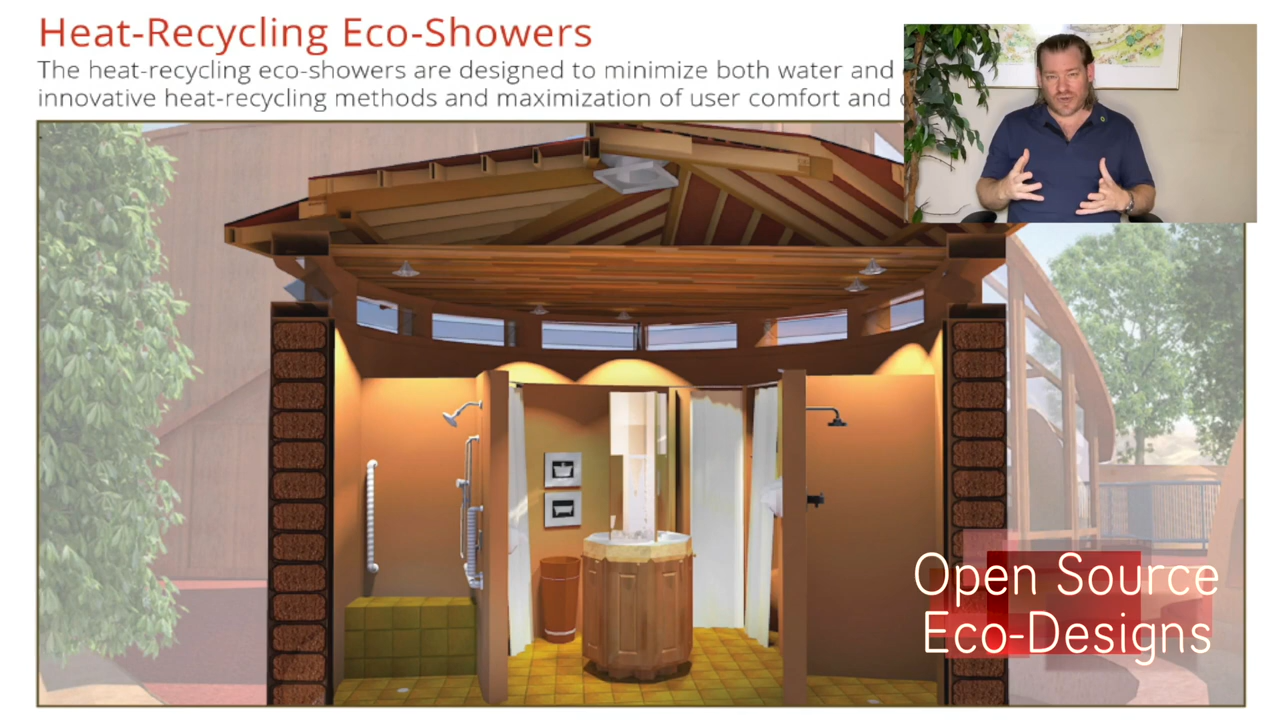 Heat-Recycling Eco-Showers
The heat-recycling eco-showers are designed to minimize both water and
innovative heat-recycling methods and maximization of user comfort and
Open Source
Eco-Designs